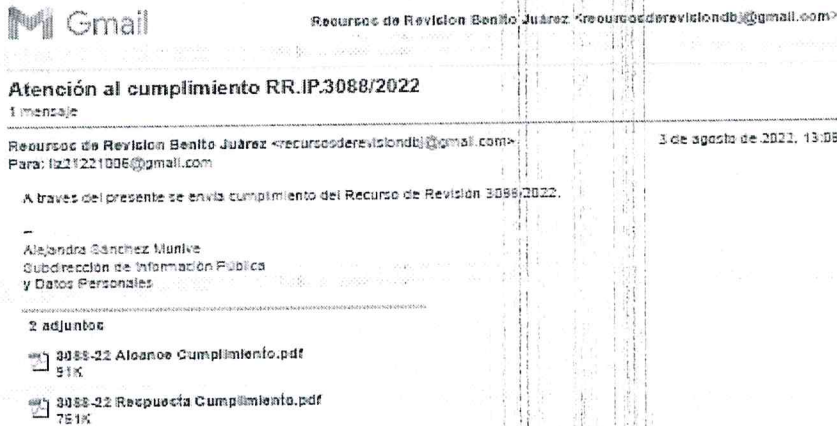 Gmail
Recursos de Revision Benito Juárez <recursosderevisiondbj@gmail.com>
Atención al cumplimiento RR.IP.3088/2022
1 mensaje
Recursos de Revision Benito Juárez <recursosderevisiondbj@gmail.com>
3 de agosto de 2022, 13:08
Para: liz21221006@gmail.com
A traves del presente se envía cumplimiento del Recurso de Revisión 3088/2022.
--
Alejandra Sánchez Munive
Subdirección de Información Pública
y Datos Personales
2 adjuntos
3088-22 Alcance Cumplimiento.pdf
91K
3088-22 Respuesta Cumplimiento.pdf
791K